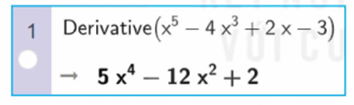 1 Derivative(x⁵ − 4 x³ + 2 x − 3)
→ 5 x⁴ − 12 x² + 2